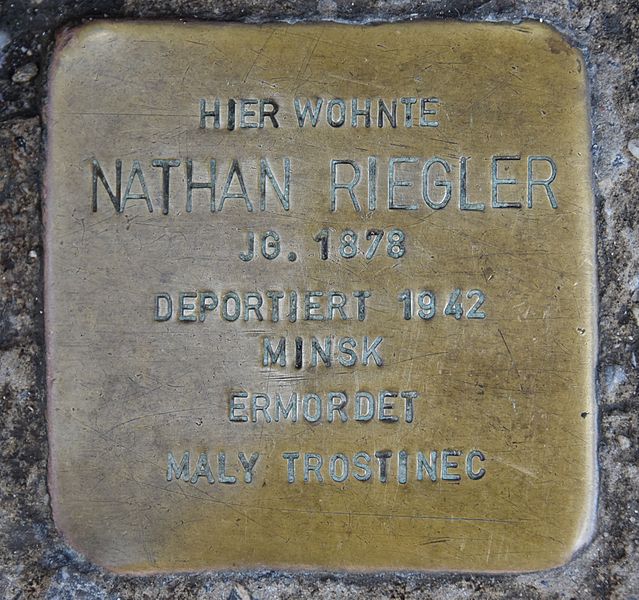 HIER WOHNTE
NATHAN RIEGLER
JG. 1878
DEPORTIERT 1942
MINSK
ERMORDET
MALY TROSTINEC